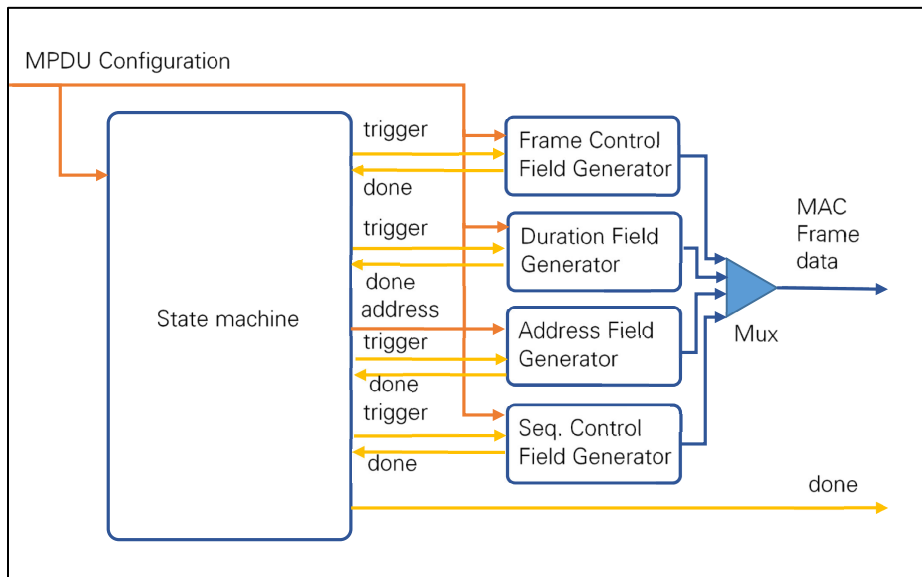 MPDU Configuration
trigger
Frame Control
Field Generator
done
trigger
Duration Field
Generator
done
address
State machine
Address Field
Generator
trigger
done
trigger
Seq. Control
Field Generator
done
MAC
Frame
data
Mux
done